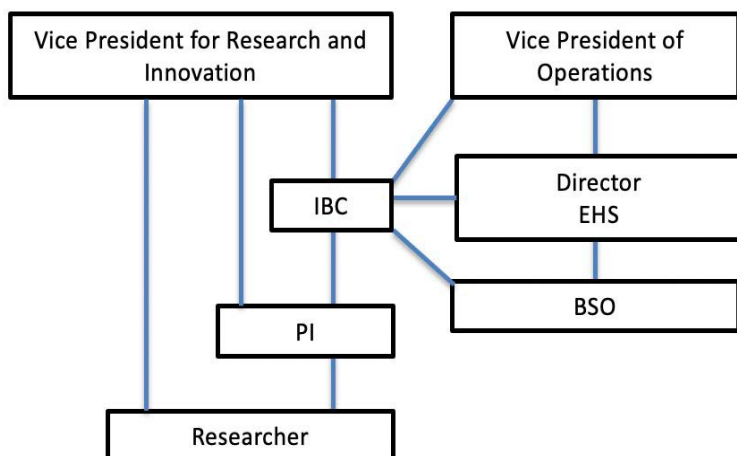 Vice President for Research and
Innovation
Vice President of
Operations
Director
EHS
IBC
BSO
PI
Researcher